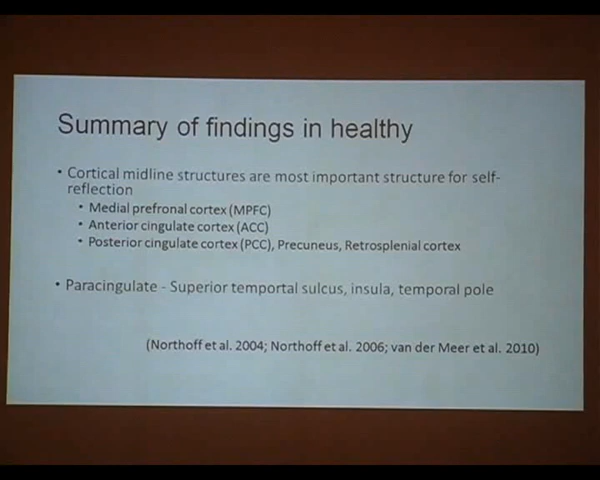 Summary of findings in healthy
• Cortical midline structures are most important structure for self-
reflection
• Medial prefronal cortex (MPFC)
• Anterior cingulate cortex (ACC)
• Posterior cingulate cortex (PCC), Precuneus, Retrosplenial cortex
• Paracingulate - Superior temportal sulcus, insula, temporal pole
(Northoff et al. 2004; Northoff et al. 2006; van der Meer et al. 2010)